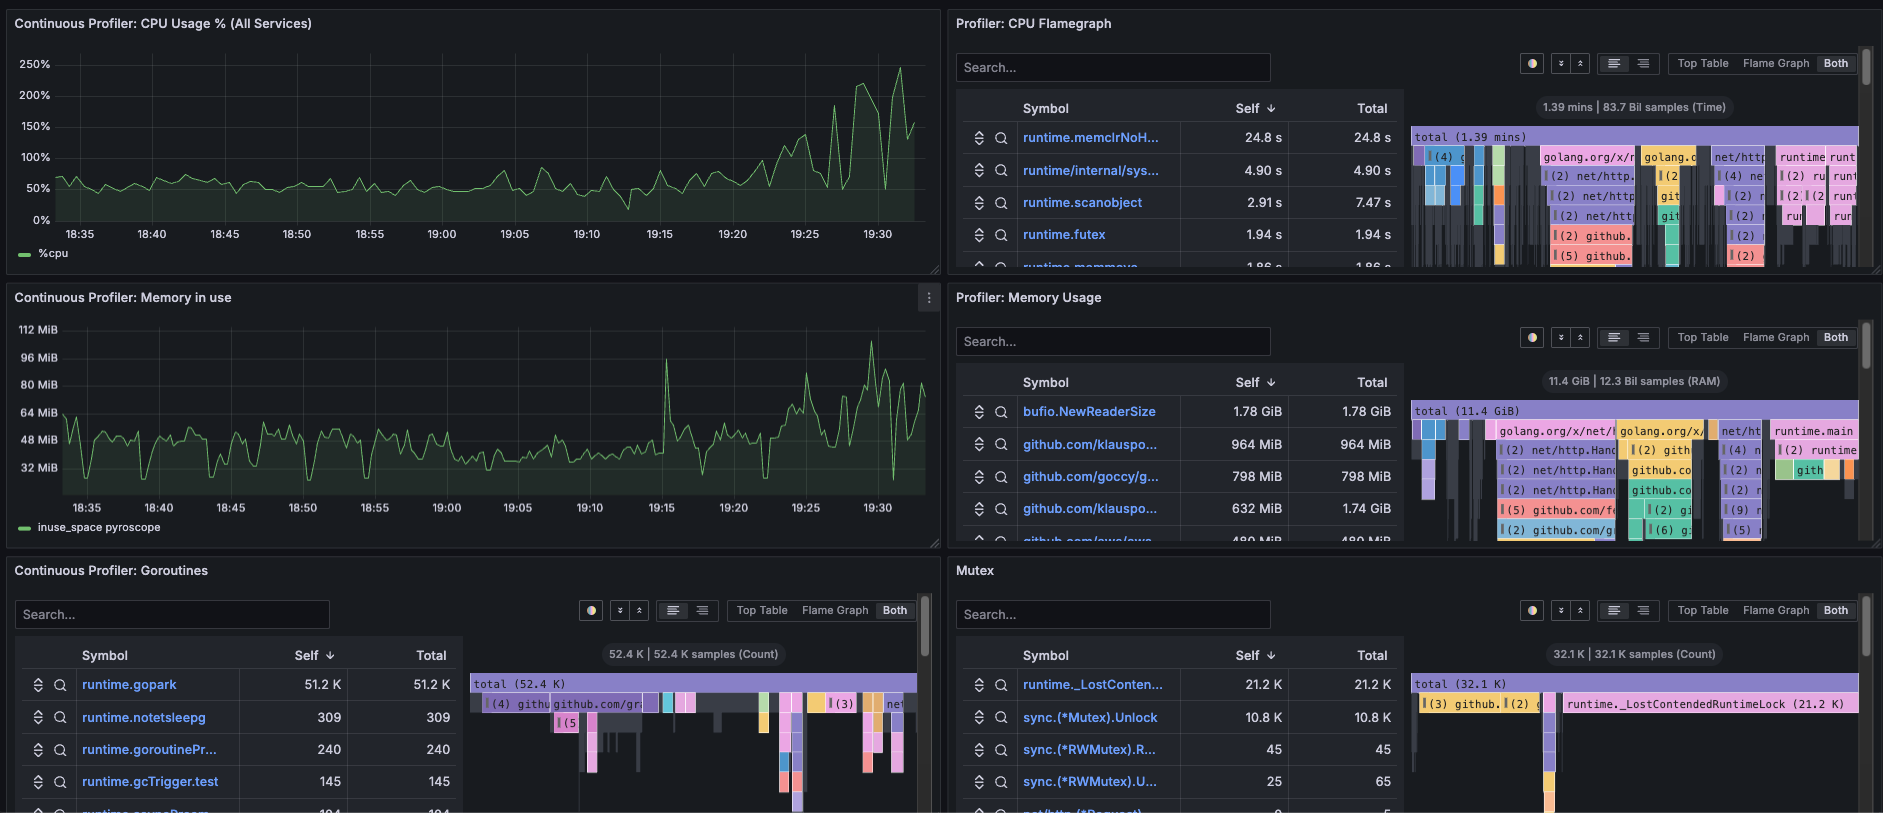 Continuous Profiler: CPU Usage % (All Services)
250%
200%
150%
100%
50%
0%
18:35 18:40 18:45 18:50 18:55 19:00 19:05 19:10 19:15 19:20 19:25 19:30
%cpu
Profiler: CPU Flamegraph
Search...
Top Table Flame Graph Both
Symbol Self Total
runtime.memclrNoH... 24.8 s 24.8 s
runtime/internal/sys... 4.90 s 4.90 s
runtime.scanobject 2.91 s 7.47 s
runtime.futex 1.94 s 1.94 s
1.86 s 1.86 s
1.39 mins | 83.7 Bil samples (Time)
total (1.39 mins)
(4) g golang.org/x/n golang.o net/http runtime runt
(2) net/http. (2 (4) ne (2) ru runt
(2) net/http git (2) n (2) (2 runt
(2) net/htt git (2) r rur run
(2) github. (2)
(5) github. (2)
Continuous Profiler: Memory in use
112 MiB
96 MiB
80 MiB
64 MiB
48 MiB
32 MiB
18:35 18:40 18:45 18:50 18:55 19:00 19:05 19:10 19:15 19:20 19:25 19:30
inuse_space pyroscope
Profiler: Memory Usage
Search...
Top Table Flame Graph Both
Symbol Self Total
bufio.NewReaderSize 1.78 GiB 1.78 GiB
github.com/klauspo... 964 MiB 964 MiB
github.com/goccy/g... 798 MiB 798 MiB
github.com/klauspo... 632 MiB 1.74 GiB
480 MiB 480 MiB
11.4 GiB | 12.3 Bil samples (RAM)
total (11.4 GiB)
golang.org/x/net/h golang.org/x/ net/ht runtime.main
(2) net/http.Hand (2) gith (4) n (2) runtime
(2) net/http.Hand github.co (2) n gith
(2) net/http.Hand github.co (2) n
(5) github.com/fe (2) gi (9) n
(2) github.com/g (6) gi (5)
Continuous Profiler: Goroutines
Search...
Top Table Flame Graph Both
Symbol Self Total
runtime.gopark 51.2 K 51.2 K
runtime.notetsleepg 309 309
runtime.goroutinePr... 240 240
runtime.gcTrigger.test 145 145
52.4 K | 52.4 K samples (Count)
total (52.4 K)
(4) githu github.com/gra (3) net
(5
Mutex
Search...
Top Table Flame Graph Both
Symbol Self Total
runtime._LostConten... 21.2 K 21.2 K
sync.(*Mutex).Unlock 10.8 K 10.8 K
sync.(*RWMutex).R... 45 45
sync.(*RWMutex).U... 25 65
32.1 K | 32.1 K samples (Count)
total (32.1 K)
(3) github. (2) g runtime._LostContendedRuntimeLock (21.2 K)